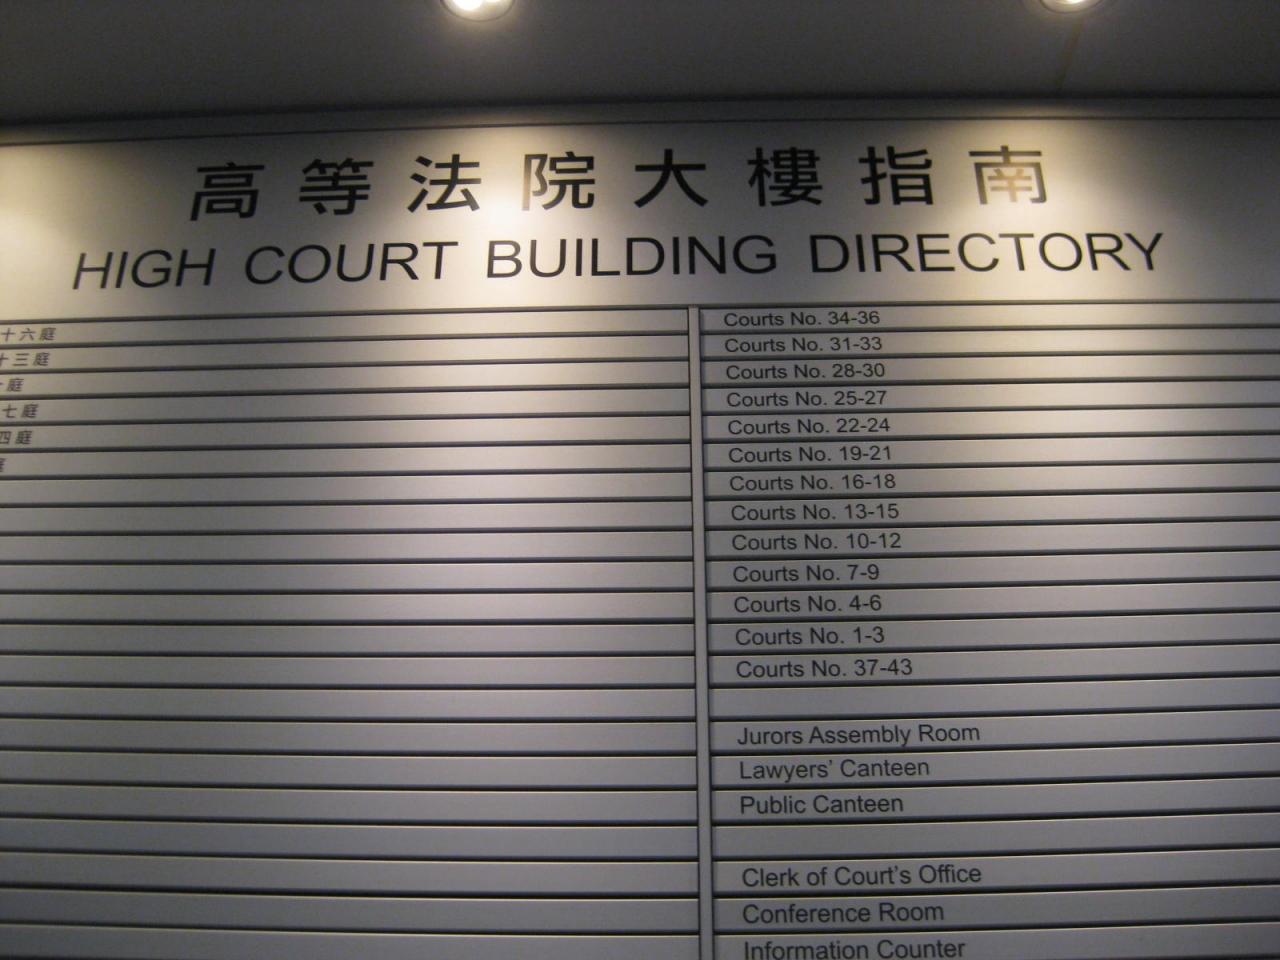 高等法院大樓指南
HIGH COURT BUILDING DIRECTORY
十六庭
Courts No. 34-36
十三庭
Courts No. 31-33
庭
Courts No. 28-30
七庭
Courts No. 25-27
四庭
Courts No. 22-24
庭
Courts No. 19-21
Courts No. 16-18
Courts No. 13-15
Courts No. 10-12
Courts No. 7-9
Courts No. 4-6
Courts No. 1-3
Courts No. 37-43
Jurors Assembly Room
Lawyers' Canteen
Public Canteen
Clerk of Court's Office
Conference Room
Information Counter